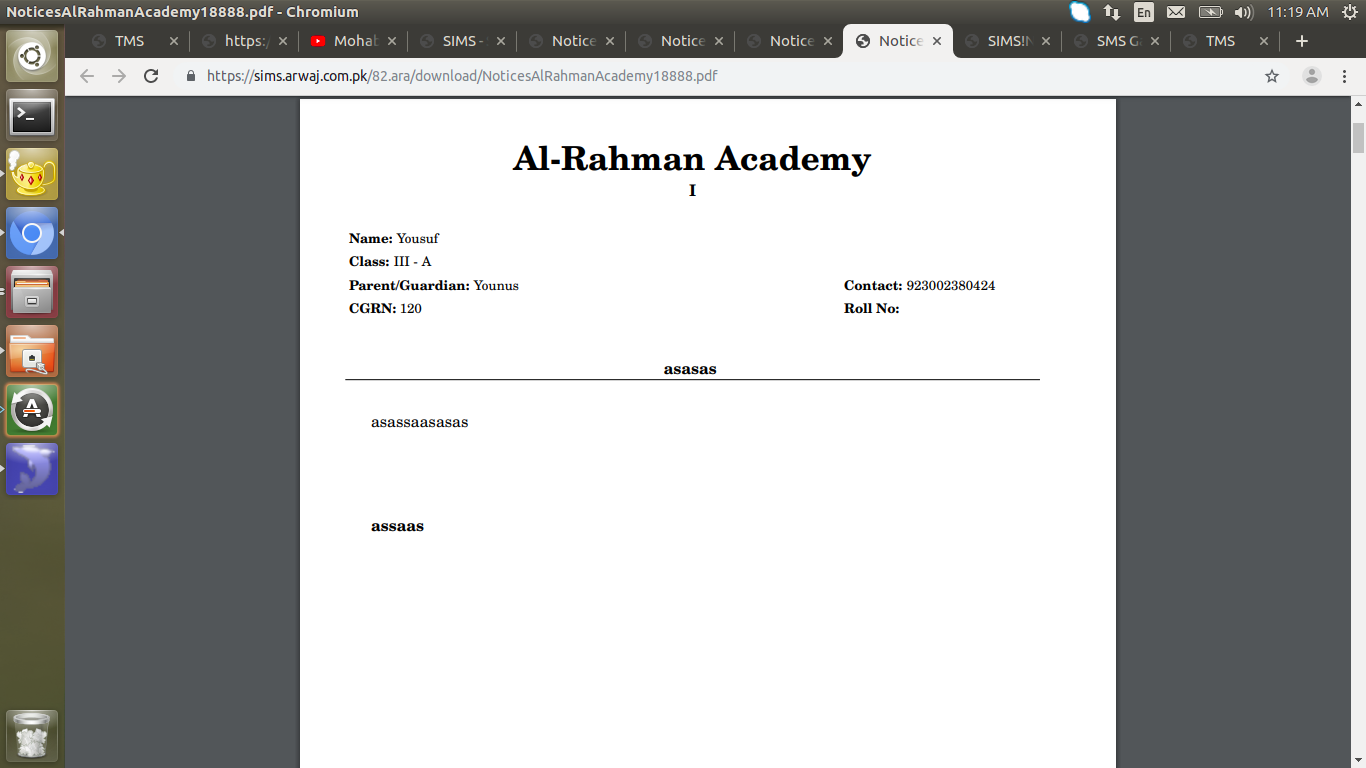 NoticesAlRahmanAcademy18888.pdf - Chromium
En
11:19 AM
TMS
https:/
Mohab
SIMS -
Notice
Notice
Notice
Notice
SIMS!N
SMS G
TMS
https://sims.arwaj.com.pk/82.ara/download/NoticesAlRahmanAcademy18888.pdf
Al-Rahman Academy
I
Name: Yousuf
Class: III - A
Parent/Guardian: Younus Contact: 923002380424
CGRN: 120 Roll No:
asasas
asassaasasas
assaas